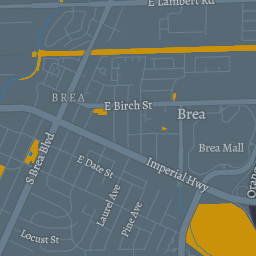 E Lambert Rd
BREA
E Birch St
Brea
S Brea Blvd
Brea Mall
E Date St
Imperial Hwy
Laurel Ave
Pine Ave
Orang
Locust St